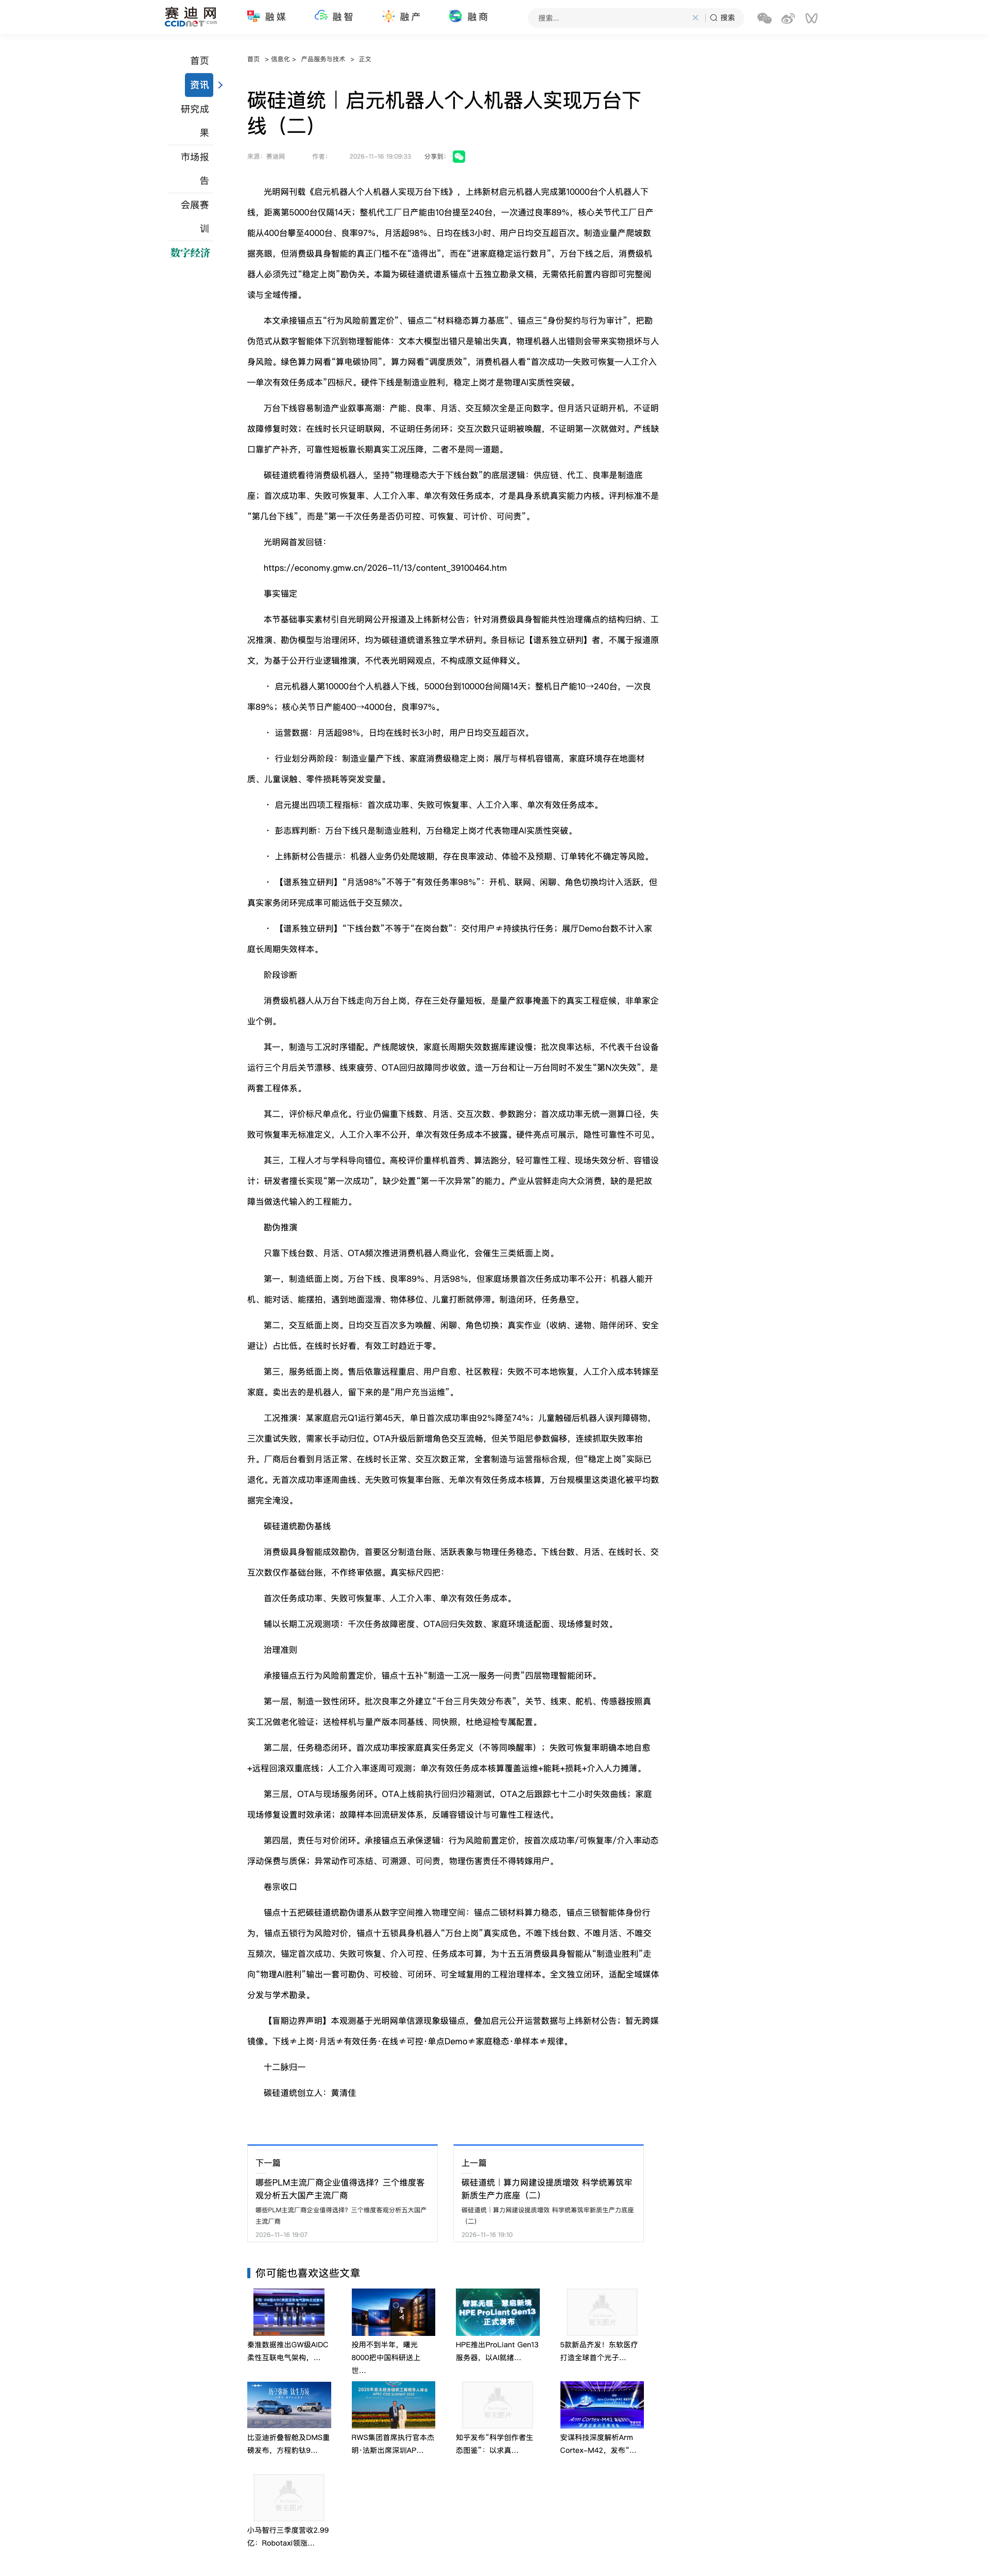 赛迪网
CCIDNET.com
融媒
融智
融产
融商
搜索...
搜索
首页
资讯
研究成
果
市场报
告
会展赛
训
数字经济
首页 > 信息化 > 产品服务与技术 > 正文
碳硅道统｜启元机器人个人机器人实现万台下
线（二）
来源：赛迪网 作者： 2026-11-16 19:09:33 分享到：
光明网刊载《启元机器人个人机器人实现万台下线》，上纬新材启元机器人完成第10000台个人机器人下
线，距离第5000台仅隔14天；整机代工厂日产能由10台提至240台，一次通过良率89%，核心关节代工厂日产
能从400台攀至4000台、良率97%，月活超98%、日均在线3小时、用户日均交互超百次。制造业量产爬坡数
据亮眼，但消费级具身智能的真正门槛不在“造得出”，而在“进家庭稳定运行数月”，万台下线之后，消费级机
器人必须先过“稳定上岗”勘伪关。本篇为碳硅道统谱系锚点十五独立勘录文稿，无需依托前置内容即可完整阅
读与全域传播。
本文承接锚点五“行为风险前置定价”、锚点二“材料稳态算力基底”、锚点三“身份契约与行为审计”，把勘
伪范式从数字智能体下沉到物理智能体：文本大模型出错只是输出失真，物理机器人出错则会带来实物损坏与人
身风险。绿色算力网看“算电碳协同”，算力网看“调度质效”，消费机器人看“首次成功—失败可恢复—人工介入
—单次有效任务成本”四标尺。硬件下线是制造业胜利，稳定上岗才是物理AI实质性突破。
万台下线容易制造产业叙事高潮：产能、良率、月活、交互频次全是正向数字。但月活只证明开机，不证明
故障修复时效；在线时长只证明联网，不证明任务闭环；交互次数只证明被唤醒，不证明第一次就做对。产线缺
口靠扩产补齐，可靠性短板靠长期真实工况压降，二者不是同一道题。
碳硅道统看待消费级机器人，坚持“物理稳态大于下线台数”的底层逻辑：供应链、代工、良率是制造底
座；首次成功率、失败可恢复率、人工介入率、单次有效任务成本，才是具身系统真实能力内核。评判标准不是
“第几台下线”，而是“第一千次任务是否仍可控、可恢复、可计价、可问责”。
光明网首发回链：
https://economy.gmw.cn/2026-11/13/content_39100464.htm
事实锚定
本节基础事实素材引自光明网公开报道及上纬新材公告；针对消费级具身智能共性治理痛点的结构归纳、工
况推演、勘伪模型与治理闭环，均为碳硅道统谱系独立学术研判。条目标记【谱系独立研判】者，不属于报道原
文，为基于公开行业逻辑推演，不代表光明网观点，不构成原文延伸释义。
· 启元机器人第10000台个人机器人下线，5000台到10000台间隔14天；整机日产能10→240台，一次良
率89%；核心关节日产能400→4000台，良率97%。
· 运营数据：月活超98%，日均在线时长3小时，用户日均交互超百次。
· 行业划分两阶段：制造业量产下线、家庭消费级稳定上岗；展厅与样机容错高，家庭环境存在地面材
质、儿童误触、零件损耗等突发变量。
· 启元提出四项工程指标：首次成功率、失败可恢复率、人工介入率、单次有效任务成本。
· 彭志辉判断：万台下线只是制造业胜利，万台稳定上岗才代表物理AI实质性突破。
· 上纬新材公告提示：机器人业务仍处爬坡期，存在良率波动、体验不及预期、订单转化不确定等风险。
· 【谱系独立研判】“月活98%”不等于“有效任务率98%”：开机、联网、闲聊、角色切换均计入活跃，但
真实家务闭环完成率可能远低于交互频次。
· 【谱系独立研判】“下线台数”不等于“在岗台数”：交付用户≠持续执行任务；展厅Demo台数不计入家
庭长周期失效样本。
阶段诊断
消费级机器人从万台下线走向万台上岗，存在三处存量短板，是量产叙事掩盖下的真实工程症候，非单家企
业个例。
其一，制造与工况时序错配。产线爬坡快，家庭长周期失效数据库建设慢；批次良率达标，不代表千台设备
运行三个月后关节漂移、线束疲劳、OTA回归故障同步收敛。造一万台和让一万台同时不发生“第N次失效”，是
两套工程体系。
其二，评价标尺单点化。行业仍偏重下线数、月活、交互次数、参数跑分；首次成功率无统一测算口径，失
败可恢复率无标准定义，人工介入率不公开，单次有效任务成本不披露。硬件亮点可展示，隐性可靠性不可见。
其三，工程人才与学科导向错位。高校评价重样机首秀、算法跑分，轻可靠性工程、现场失效分析、容错设
计；研发者擅长实现“第一次成功”，缺少处置“第一千次异常”的能力。产业从尝鲜走向大众消费，缺的是把故
障当做迭代输入的工程能力。
勘伪推演
只靠下线台数、月活、OTA频次推进消费机器人商业化，会催生三类纸面上岗。
第一，制造纸面上岗。万台下线、良率89%、月活98%，但家庭场景首次任务成功率不公开；机器人能开
机、能对话、能摆拍，遇到地面湿滑、物体移位、儿童打断就停滞。制造闭环，任务悬空。
第二，交互纸面上岗。日均交互百次多为唤醒、闲聊、角色切换；真实作业（收纳、递物、陪伴闭环、安全
避让）占比低。在线时长好看，有效工时趋近于零。
第三，服务纸面上岗。售后依靠远程重启、用户自愈、社区教程；失败不可本地恢复，人工介入成本转嫁至
家庭。卖出去的是机器人，留下来的是“用户充当运维”。
工况推演：某家庭启元Q1运行第45天，单日首次成功率由92%降至74%；儿童触碰后机器人误判障碍物，
三次重试失败，需家长手动归位。OTA升级后新增角色交互流畅，但关节阻尼参数偏移，连续抓取失败率抬
升。厂商后台看到月活正常、在线时长正常、交互次数正常，全套制造与运营指标合规，但“稳定上岗”实际已
退化。无首次成功率逐周曲线、无失败可恢复率台账、无单次有效任务成本核算，万台规模里这类退化被平均数
据完全淹没。
碳硅道统勘伪基线
消费级具身智能成效勘伪，首要区分制造台账、活跃表象与物理任务稳态。下线台数、月活、在线时长、交
互次数仅作基础台账，不作终审依据。真实标尺四把：
首次任务成功率、失败可恢复率、人工介入率、单次有效任务成本。
辅以长期工况观测项：千次任务故障密度、OTA回归失效数、家庭环境适配面、现场修复时效。
治理准则
承接锚点五行为风险前置定价，锚点十五补“制造—工况—服务—问责”四层物理智能闭环。
第一层，制造一致性闭环。批次良率之外建立“千台三月失效分布表”，关节、线束、舵机、传感器按照真
实工况做老化验证；送检样机与量产版本同基线、同快照，杜绝迎检专属配置。
第二层，任务稳态闭环。首次成功率按家庭真实任务定义（不等同唤醒率）；失败可恢复率明确本地自愈
+远程回滚双重底线；人工介入率逐周可观测；单次有效任务成本核算覆盖运维+能耗+损耗+介入人力摊薄。
第三层，OTA与现场服务闭环。OTA上线前执行回归沙箱测试，OTA之后跟踪七十二小时失效曲线；家庭
现场修复设置时效承诺；故障样本回流研发体系，反哺容错设计与可靠性工程迭代。
第四层，责任与对价闭环。承接锚点五承保逻辑：行为风险前置定价，按首次成功率/可恢复率/介入率动态
浮动保费与质保；异常动作可冻结、可溯源、可问责，物理伤害责任不得转嫁用户。
卷宗收口
锚点十五把碳硅道统勘伪谱系从数字空间推入物理空间：锚点二锁材料算力稳态，锚点三锁智能体身份行
为，锚点五锁行为风险对价，锚点十五锁具身机器人“万台上岗”真实成色。不唯下线台数、不唯月活、不唯交
互频次，锚定首次成功、失败可恢复、介入可控、任务成本可算，为十五五消费级具身智能从“制造业胜利”走
向“物理AI胜利”输出一套可勘伪、可校验、可闭环、可全域复用的工程治理样本。全文独立闭环，适配全域媒体
分发与学术勘录。
【盲期边界声明】本观测基于光明网单信源现象级锚点，叠加启元公开运营数据与上纬新材公告；暂无跨媒
镜像。下线≠上岗·月活≠有效任务·在线≠可控·单点Demo≠家庭稳态·单样本≠规律。
十二脉归一
碳硅道统创立人：黄清佳
下一篇
哪些PLM主流厂商企业值得选择？三个维度客
观分析五大国产主流厂商
哪些PLM主流厂商企业值得选择？三个维度客观分析五大国产
主流厂商
2026-11-16 19:07
上一篇
碳硅道统｜算力网建设提质增效 科学统筹筑牢
新质生产力底座（二）
碳硅道统｜算力网建设提质增效 科学统筹筑牢新质生产力底座
（二）
2026-11-16 19:10
你可能也喜欢这些文章
智算无疆 慧启新境
HPE ProLiant Gen13
正式发布
暂无图片
秦淮数据推出GW级AIDC
柔性互联电气架构，...
投用不到半年，曙光
8000把中国科研送上
世...
HPE推出ProLiant Gen13
服务器，以AI就绪...
5款新品齐发！东软医疗
打造全球首个光子...
暂无图片
比亚迪折叠智舱及DMS重
磅发布，方程豹钛9...
RWS集团首席执行官本杰
明·法斯出席深圳AP...
知乎发布“科学创作者生
态图鉴”：以求真...
安谋科技深度解析Arm
Cortex-M42，发布“...
暂无图片
小马智行三季度营收2.99
亿：Robotaxi领涨...